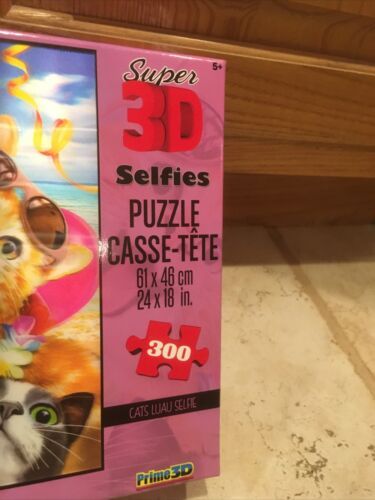 Super
5+
3D
Selfies
PUZZLE
CASSE-TÊTE
61 x 46 cm
24 x 18 in.
300
CATS LUAU SELFIE
Prime3D